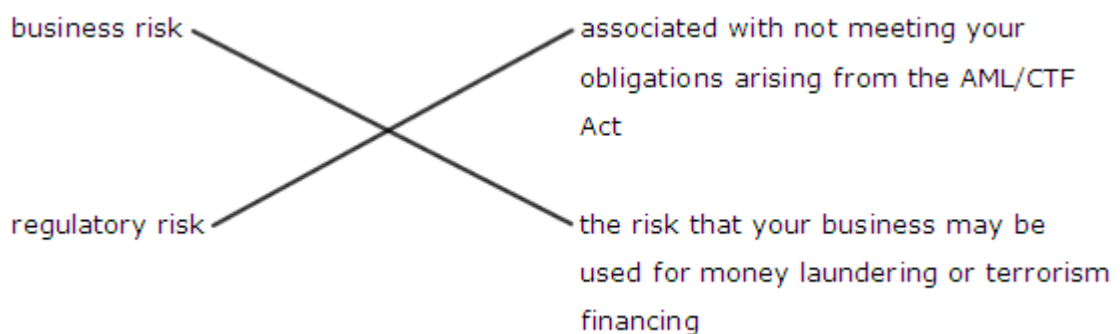 business risk
associated with not meeting your
obligations arising from the AML/CTF
Act
regulatory risk
the risk that your business may be
used for money laundering or terrorism
financing